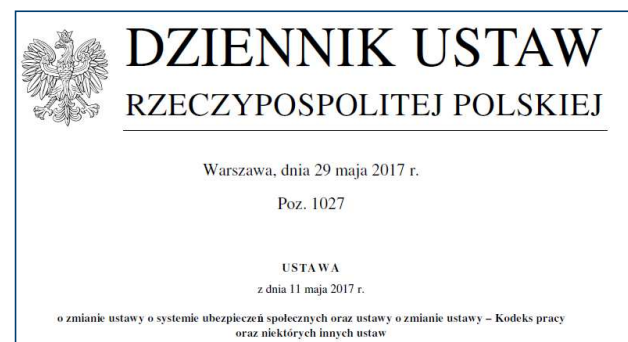 DZIENNIK USTAW
RZECZYPOSPOLITEJ POLSKIEJ
Warszawa, dnia 29 maja 2017 r.
Poz. 1027
USTAWA
z dnia 11 maja 2017 r.
o zmianie ustawy o systemie ubezpieczeń społecznych oraz ustawy o zmianie ustawy – Kodeks pracy
oraz niektórych innych ustaw